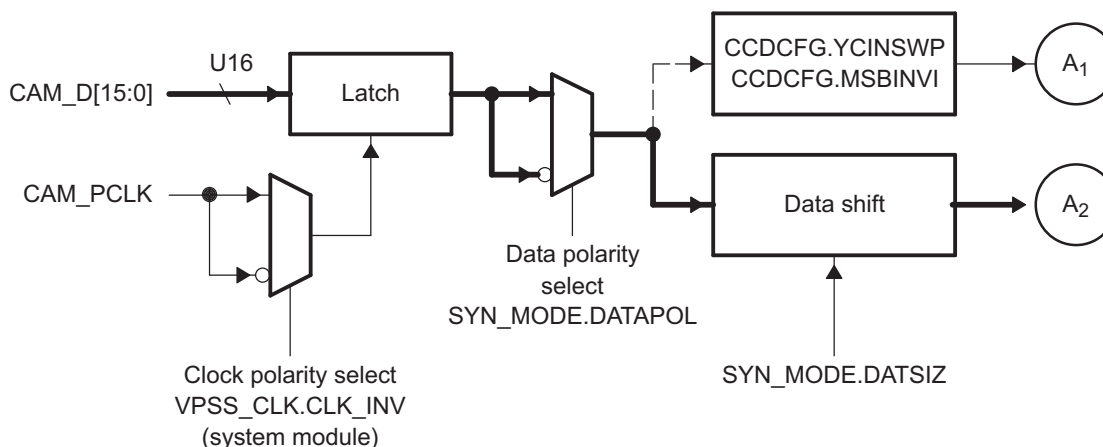 U16
CAM_D[15:0]
Latch
CCDCFG.YCINSWP
CCDCFG.MSBINVI
A1
CAM_PCLK
Data shift
A2
Data polarity
select
SYN_MODE.DATAPOL
SYN_MODE.DATSIZ
Clock polarity select
VPSS_CLK.CLK_INV
(system module)